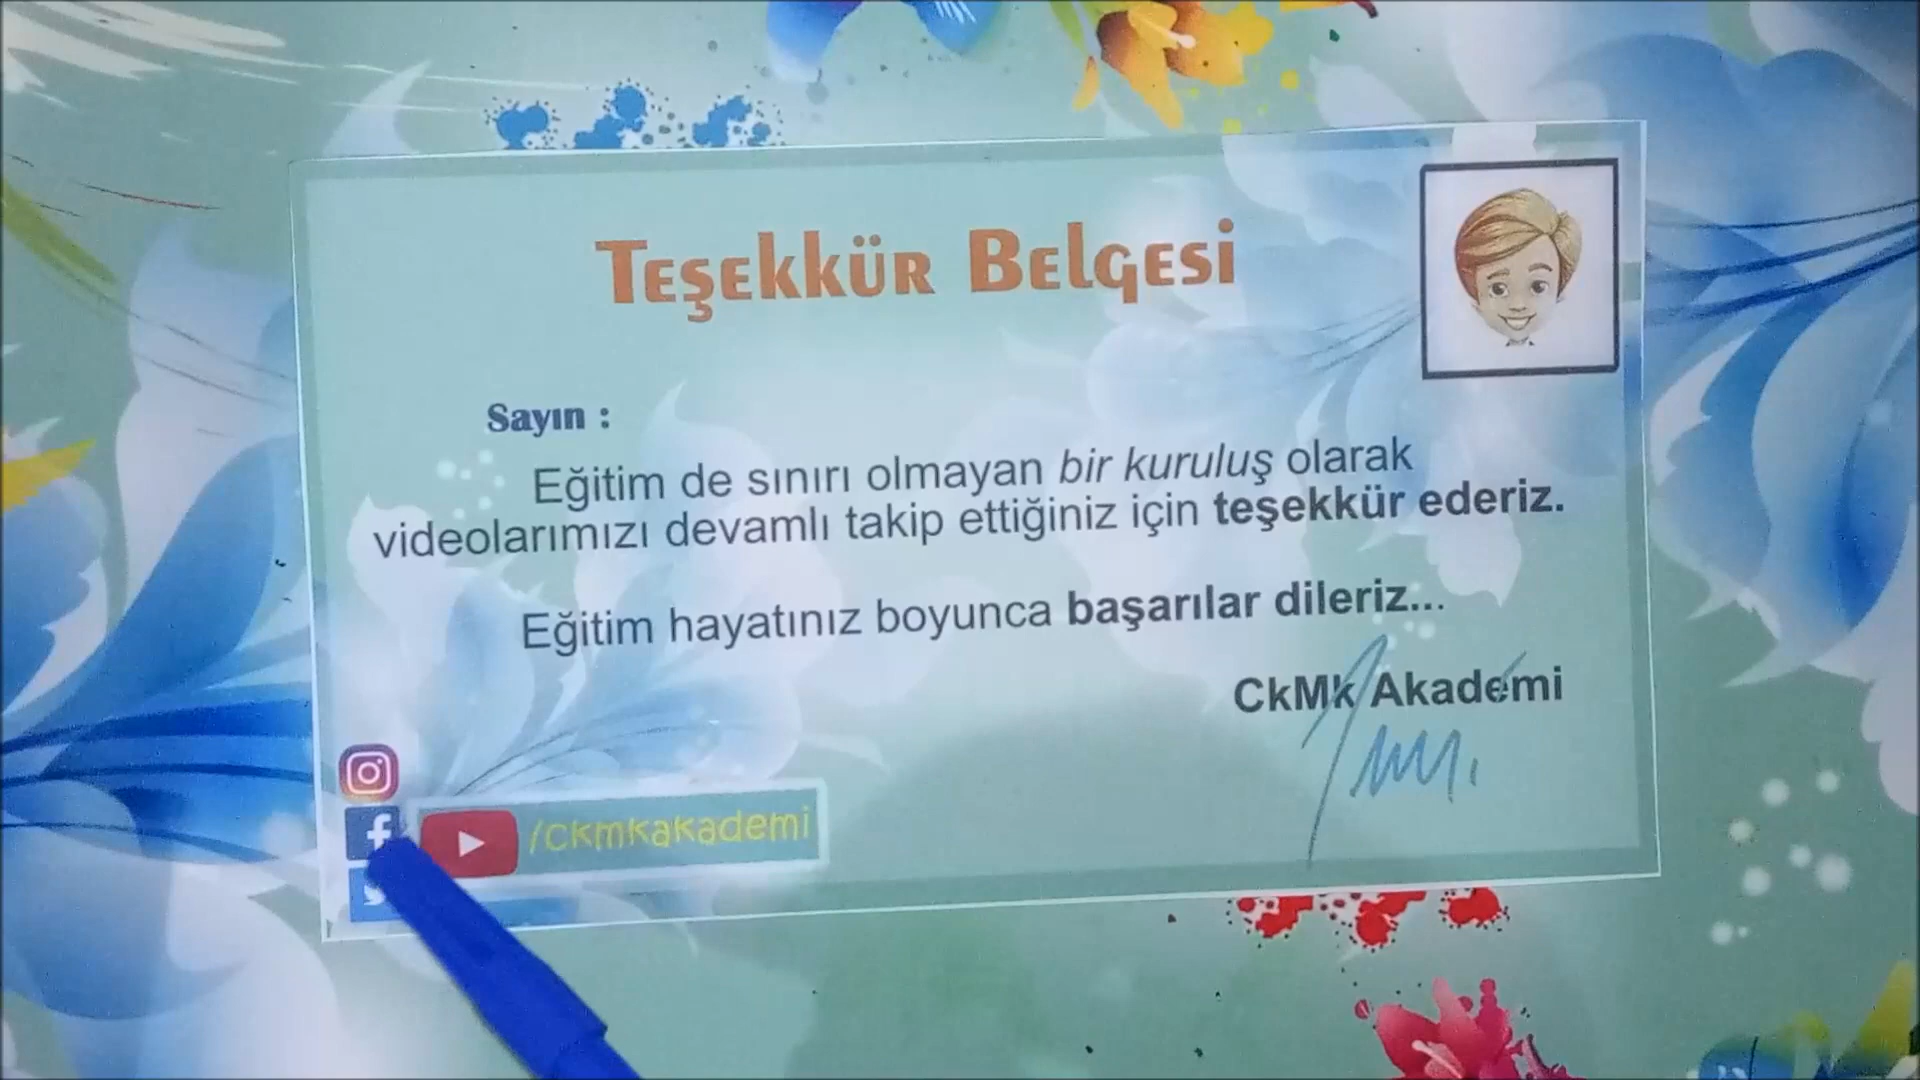 Teşekkür Belgesi
Sayın :
Eğitim de sınırı olmayan bir kuruluş olarak
videolarımızı devamlı takip ettiğiniz için teşekkür ederiz.
Eğitim hayatınız boyunca başarılar dileriz...
CkMk Akademi
/ckmkakademi